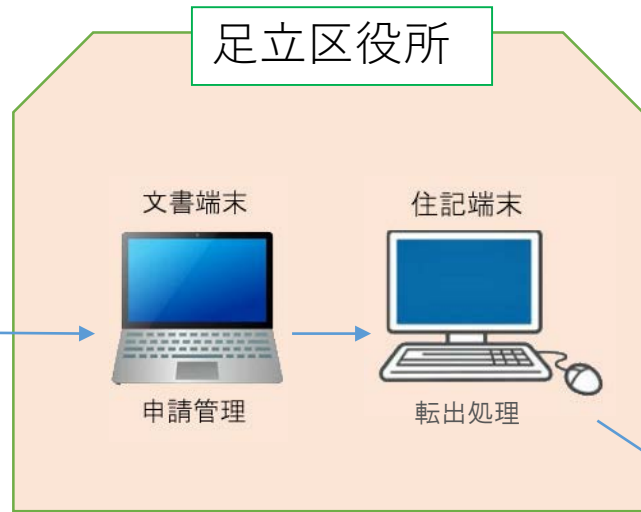 足立区役所
文書端末
住記端末
申請管理
転出処理